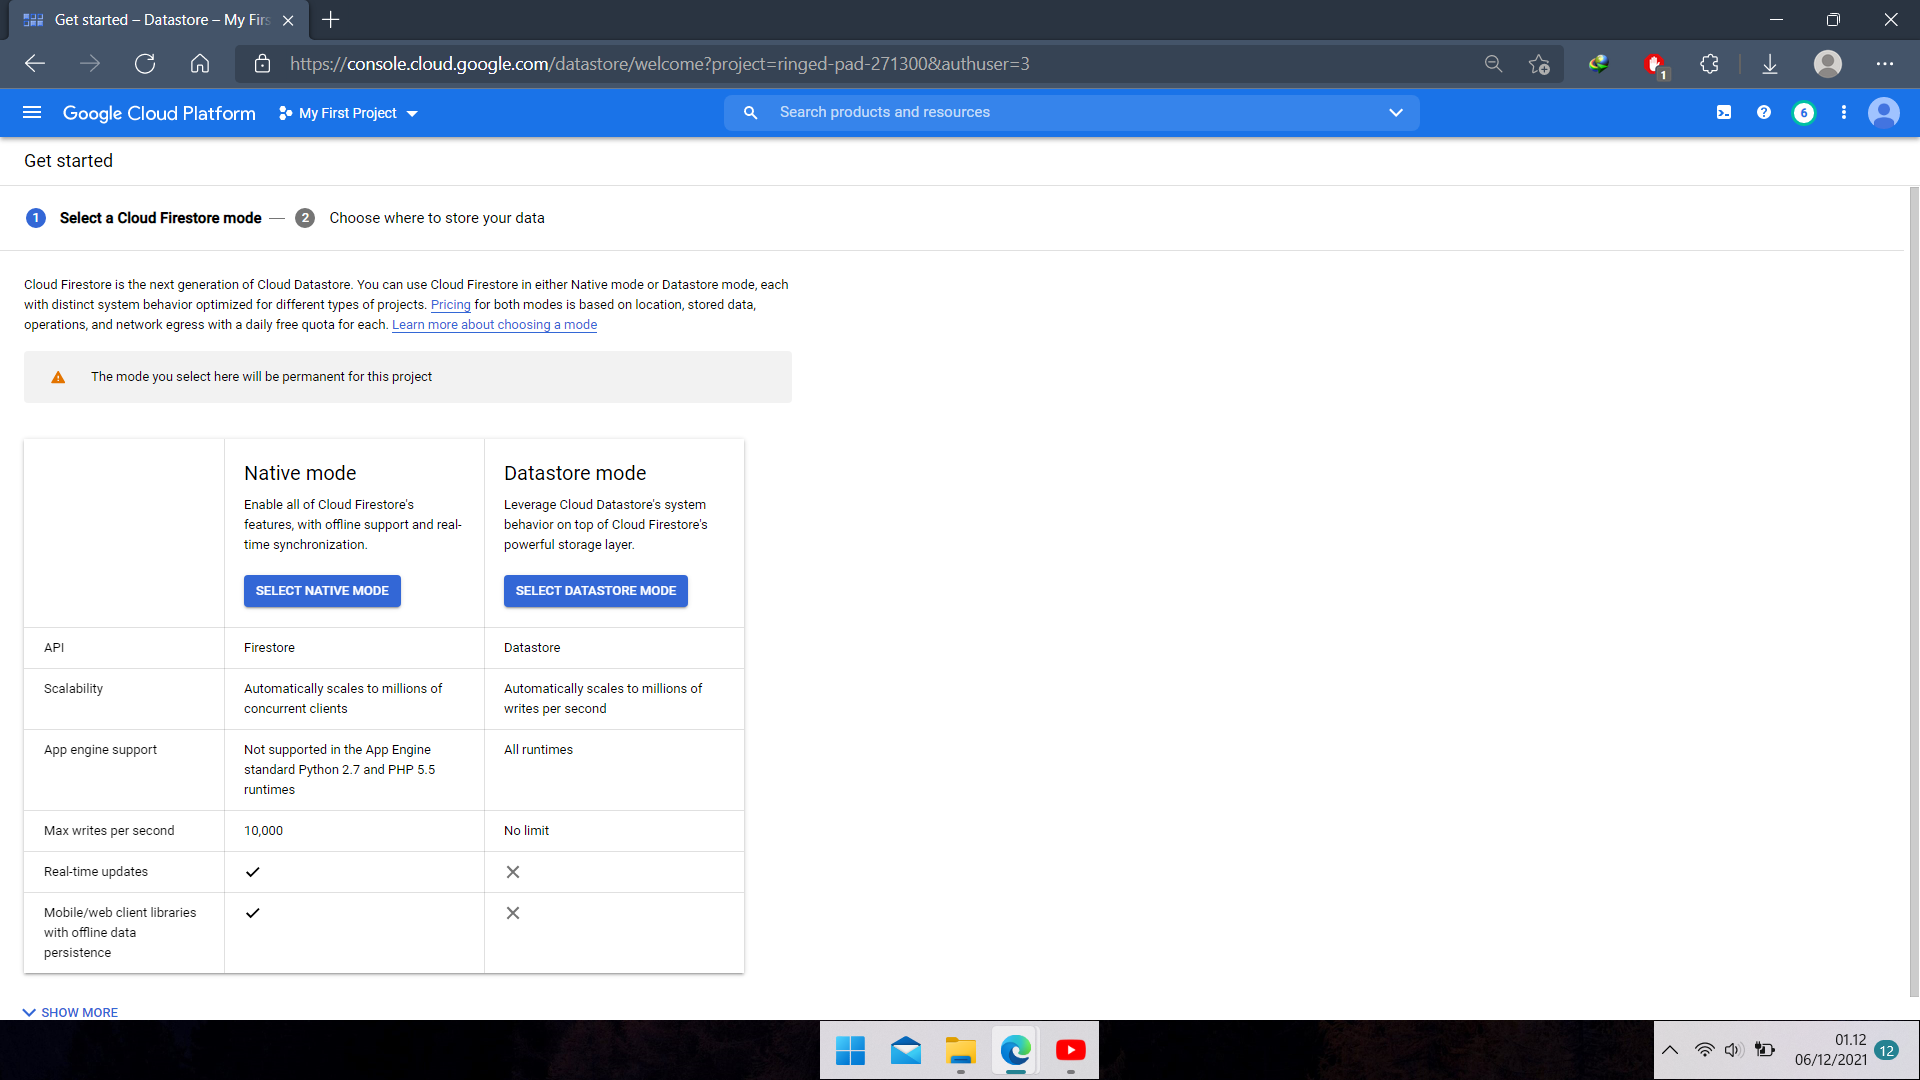 Get started – Datastore – My Firs
https://console.cloud.google.com/datastore/welcome?project=ringed-pad-271300&authuser=3
1
Google Cloud Platform
My First Project
Search products and resources
6
Get started
1 Select a Cloud Firestore mode — 2 Choose where to store your data
Cloud Firestore is the next generation of Cloud Datastore. You can use Cloud Firestore in either Native mode or Datastore mode, each
with distinct system behavior optimized for different types of projects. Pricing for both modes is based on location, stored data,
operations, and network egress with a daily free quota for each. Learn more about choosing a mode
The mode you select here will be permanent for this project
Native mode
Enable all of Cloud Firestore's
features, with offline support and real-
time synchronization.
SELECT NATIVE MODE
Datastore mode
Leverage Cloud Datastore's system
behavior on top of Cloud Firestore's
powerful storage layer.
SELECT DATASTORE MODE
API
Firestore
Datastore
Scalability
Automatically scales to millions of
concurrent clients
Automatically scales to millions of
writes per second
App engine support
Not supported in the App Engine
standard Python 2.7 and PHP 5.5
runtimes
All runtimes
Max writes per second
10,000
No limit
Real-time updates
Mobile/web client libraries
with offline data
persistence
SHOW MORE
01.12
06/12/2021
12